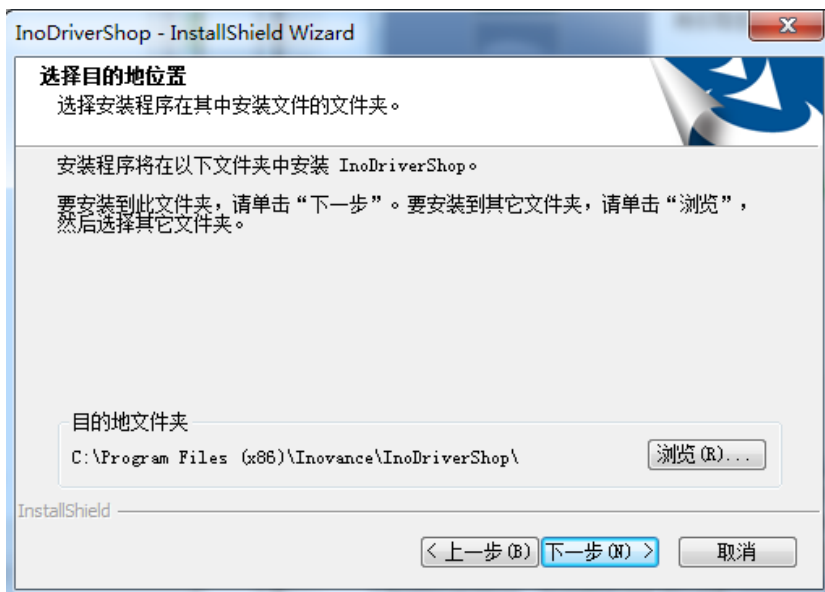 InoDriverShop - InstallShield Wizard
选择目的地位置
选择安装程序在其中安装文件的文件夹。
安装程序将在以下文件夹中安装 InoDriverShop。
要安装到此文件夹，请单击“下一步”。要安装到其它文件夹，请单击“浏览”，
然后选择其它文件夹。
目的地文件夹
C:\Program Files (x86)\Inovance\InoDriverShop\
浏览(R)...
InstallShield
< 上一步(B)
下一步(N) >
取消